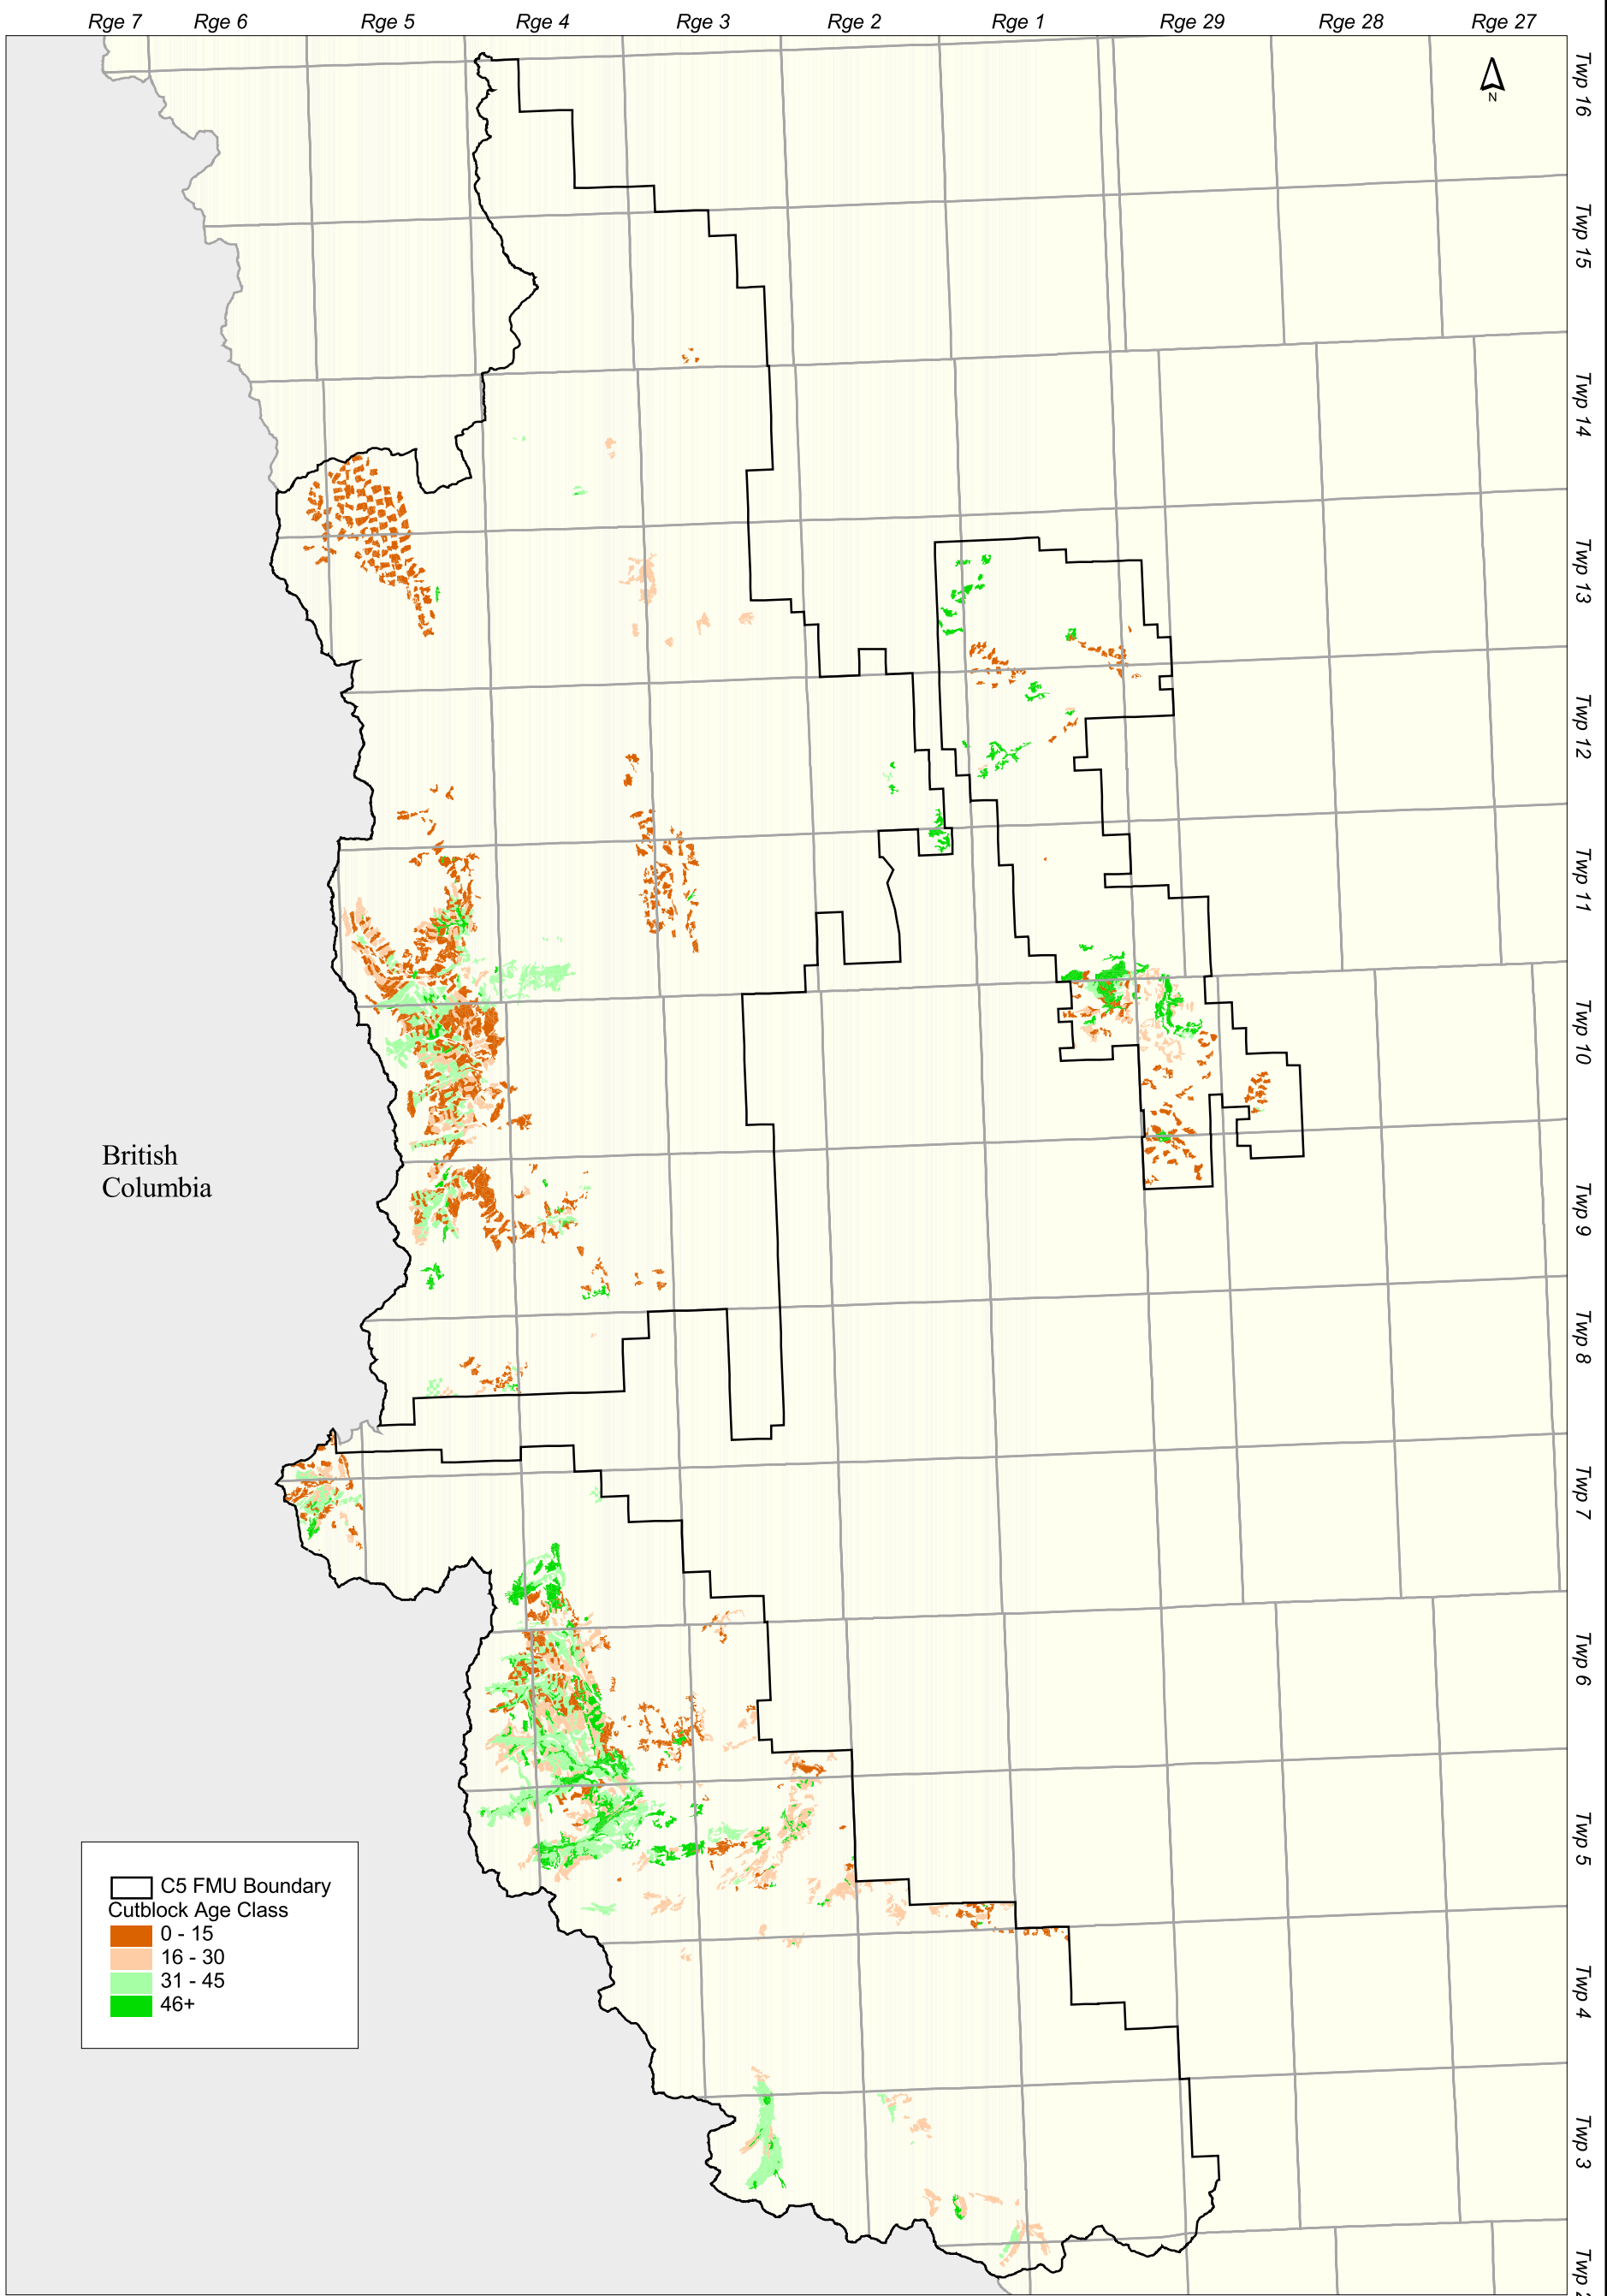 Rge 7 Rge 6 Rge 5 Rge 4 Rge 3 Rge 2 Rge 1 Rge 29 Rge 28 Rge 27
N
Twp 16
Twp 15
Twp 14
Twp 13
Twp 12
Twp 11
Twp 10
British
Columbia
Twp 9
Twp 8
Twp 7
Twp 6
Twp 5
C5 FMU Boundary
Cutblock Age Class
0 - 15
16 - 30
31 - 45
46+
Twp 4
Twp 3
Twp 2